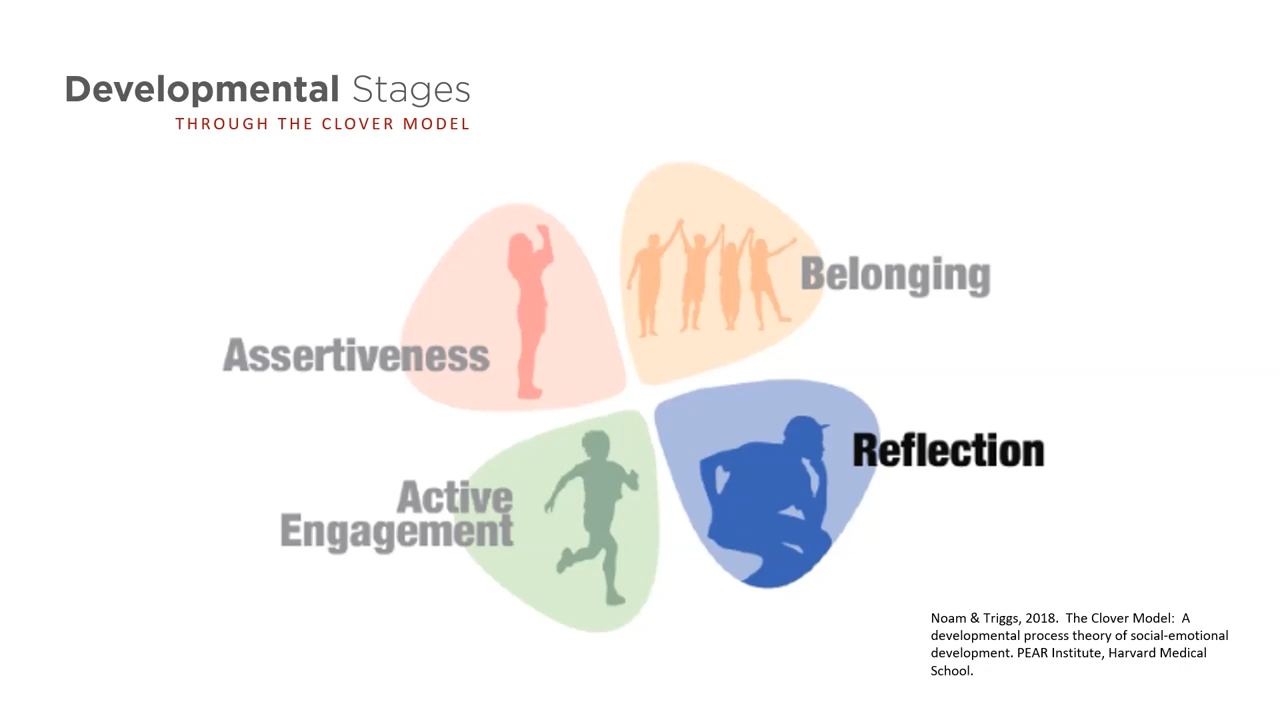 Developmental Stages
THROUGH THE CLOVER MODEL
Belonging
Assertiveness
Reflection
Active
Engagement
Noam & Triggs, 2018.  The Clover Model:  A
developmental process theory of social-emotional
development. PEAR Institute, Harvard Medical
School.